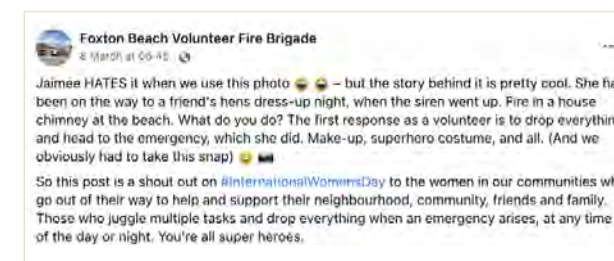 Foxton Beach Volunteer Fire Brigade
8 March at 06:45
Jaimee HATES it when we use this photo 😂 😂 – but the story behind it is pretty cool. She ha
been on the way to a friend's hens dress-up night, when the siren went up. Fire in a house
chimney at the beach. What do you do? The first response as a volunteer is to drop everythin
and head to the emergency, which she did. Make-up, superhero costume, and all. (And we
obviously had to take this snap) 😂 📸
So this post is a shout out on #InternationalWomensDay to the women in our communities wh
go out of their way to help and support their neighbourhood, community, friends and family.
Those who juggle multiple tasks and drop everything when an emergency arises, at any time
of the day or night. You're all super heroes.